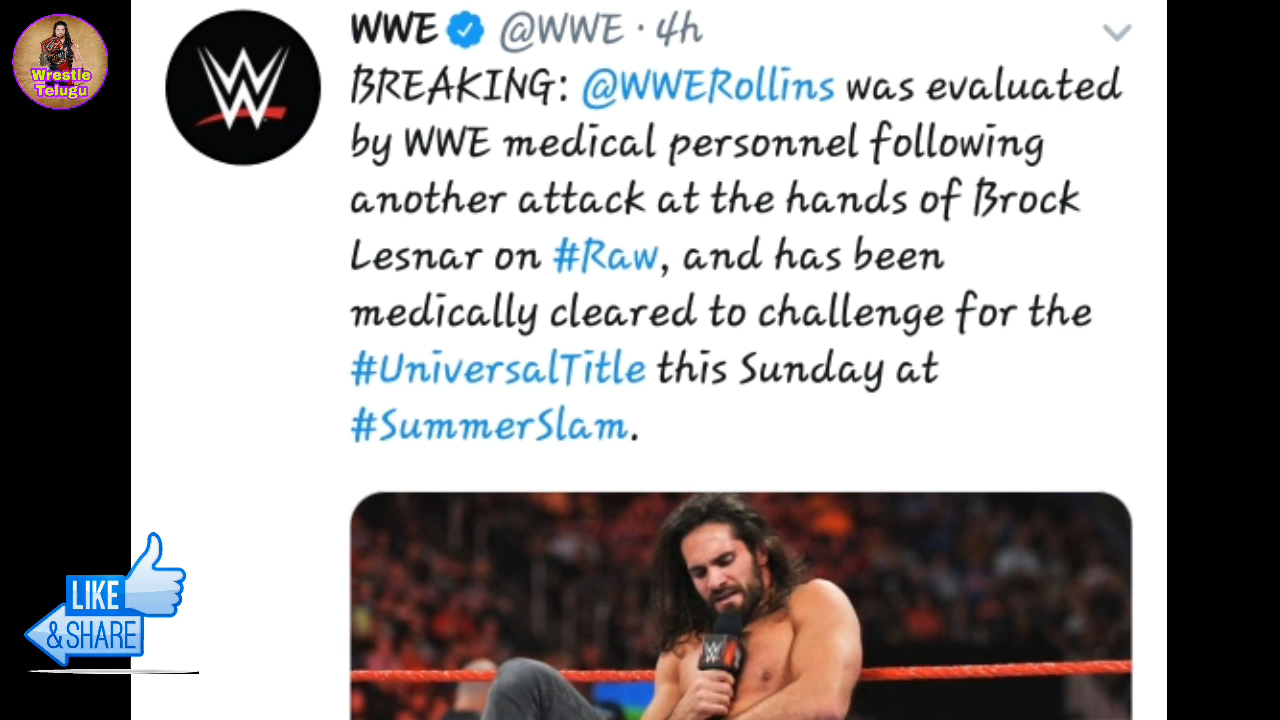 Wrestle
Telugu
WWE @WWE · 4h
BREAKING: @WWERollins was evaluated
by WWE medical personnel following
another attack at the hands of Brock
Lesnar on #Raw, and has been
medically cleared to challenge for the
#UniversalTitle this Sunday at
#SummerSlam.
LIKE
& SHARE